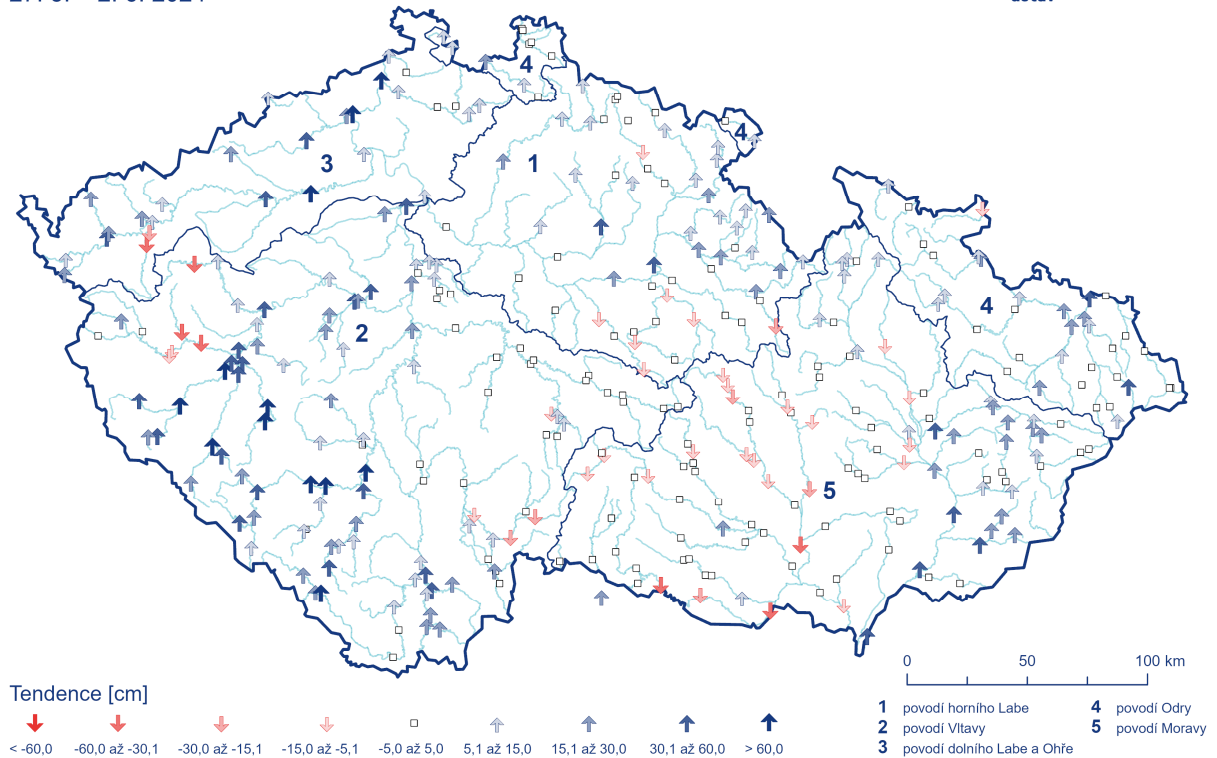 4
4
1
3
4
2
5
0 50 100 km
Tendence [cm]
< -60,0 -60,0 až -30,1 -30,0 až -15,1 -15,0 až -5,1 -5,0 až 5,0 5,1 až 15,0 15,1 až 30,0 30,1 až 60,0 > 60,0
1 povodí horního Labe 4 povodí Odry
2 povodí Vltavy 5 povodí Moravy
3 povodí dolního Labe a Ohře